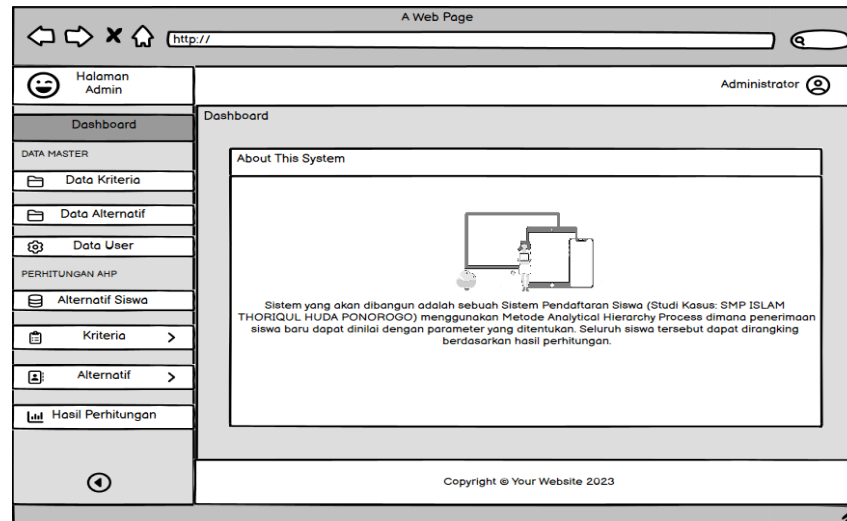 A Web Page
http://
Halaman
Admin
Administrator
Dashboard
Dashboard
DATA MASTER
About This System
Data Kriteria
Data Alternatif
Data User
PERHITUNGAN AHP
Alternatif Siswa
Kriteria
Alternatif
Hasil Perhitungan
Sistem yang akan dibangun adalah sebuah Sistem Pendaftaran Siswa (Studi Kasus: SMP ISLAM
THORIQUL HUDA PONOROGO) menggunakan Metode Analytical Hierarchy Process dimana penerimaan
siswa baru dapat dinilai dengan parameter yang ditentukan. Seluruh siswa tersebut dapat dirangking
berdasarkan hasil perhitungan.
Copyright © Your Website 2023